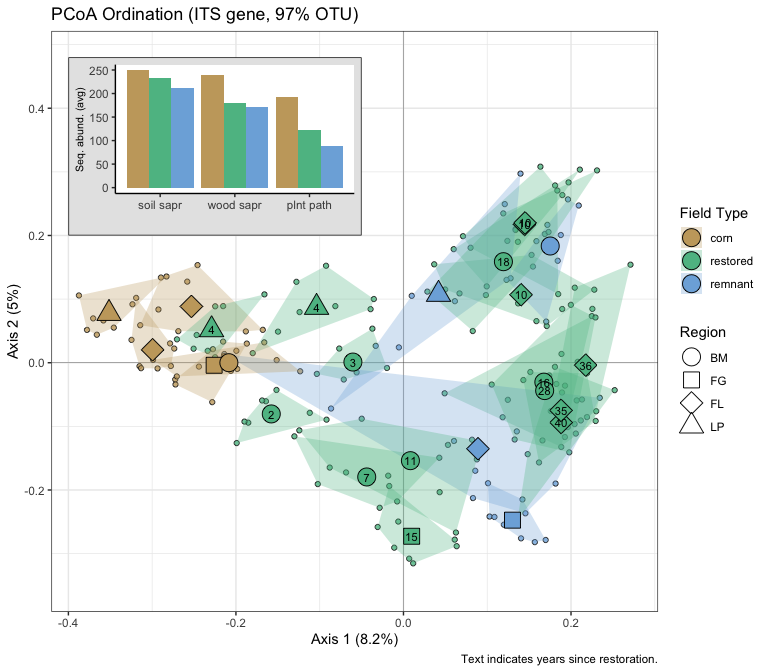 PCoA Ordination (ITS gene, 97% OTU)
Seq. abund. (avg)
250
200
150
100
50
0
soil sapr
wood sapr
plnt path
Axis 2 (5%)
0.4
0.2
0.0
-0.2
10
18
10
4
4
3
36
16
28
35
40
2
11
7
15
-0.4
-0.2
0.0
0.2
Axis 1 (8.2%)
Text indicates years since restoration.
Field Type
corn
restored
remnant
Region
BM
FG
FL
LP